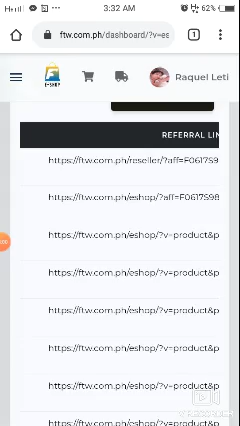 3:32 AM
62%
ftw.com.ph/dashboard/?v=es
1
E-SHOP
Raquel Leti
REFERRAL LIN
https://ftw.com.ph/reseller/?aff=F0617S9
https://ftw.com.ph/eshop/?aff=F0617S98
https://ftw.com.ph/eshop/?v=product&p
https://ftw.com.ph/eshop/?v=product&p
https://ftw.com.ph/eshop/?v=product&p
https://ftw.com.ph/eshop/?v=product&p
https://ftw.com.ph/eshop/?v=product&p
https://ftw.com.ph/eshop/?v=product&p
VRECORDER